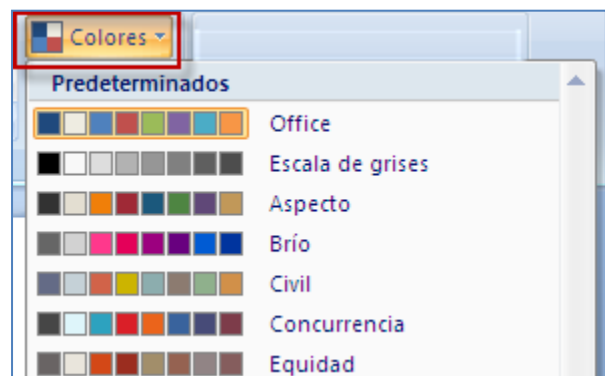 Colores
Predeterminados
Office
Escala de grises
Aspecto
Brío
Civil
Concurrencia
Equidad